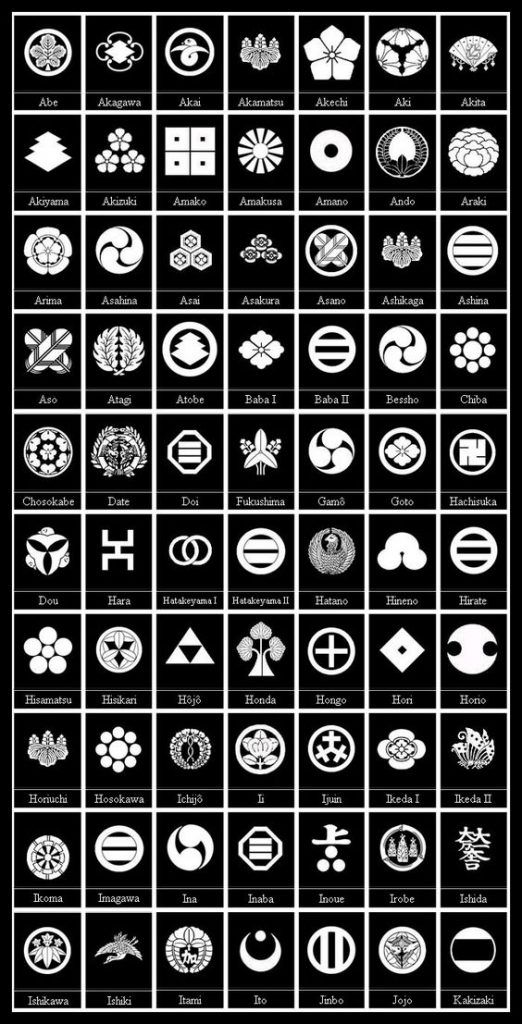 Abe Akagawa Akai Akamatsu Akechi Aki Akita
Akiyama Akizuki Amako Amakusa Amano Ando Araki
Arima Asahina Asai Asakura Asano Ashikaga Ashina
Aso Atagi Atobe Baba I Baba II Bessho Chiba
Chosokabe Date Doi Fukushima Gamô Goto Hachisuka
Dou Hara Hatakeyama I Hatakeyama II Hatano Hineno Hirate
Hisamatsu Hisikari Hôjô Honda Hongo Hori Horio
Horiuchi Hosokawa Ichijô Ii Ijuin Ikeda I Ikeda II
Ikoma Imagawa Ina Inaba Inoue Irobe Ishida
Ishikawa Ishiki Itami Ito Jinbo Jojo Kakizaki